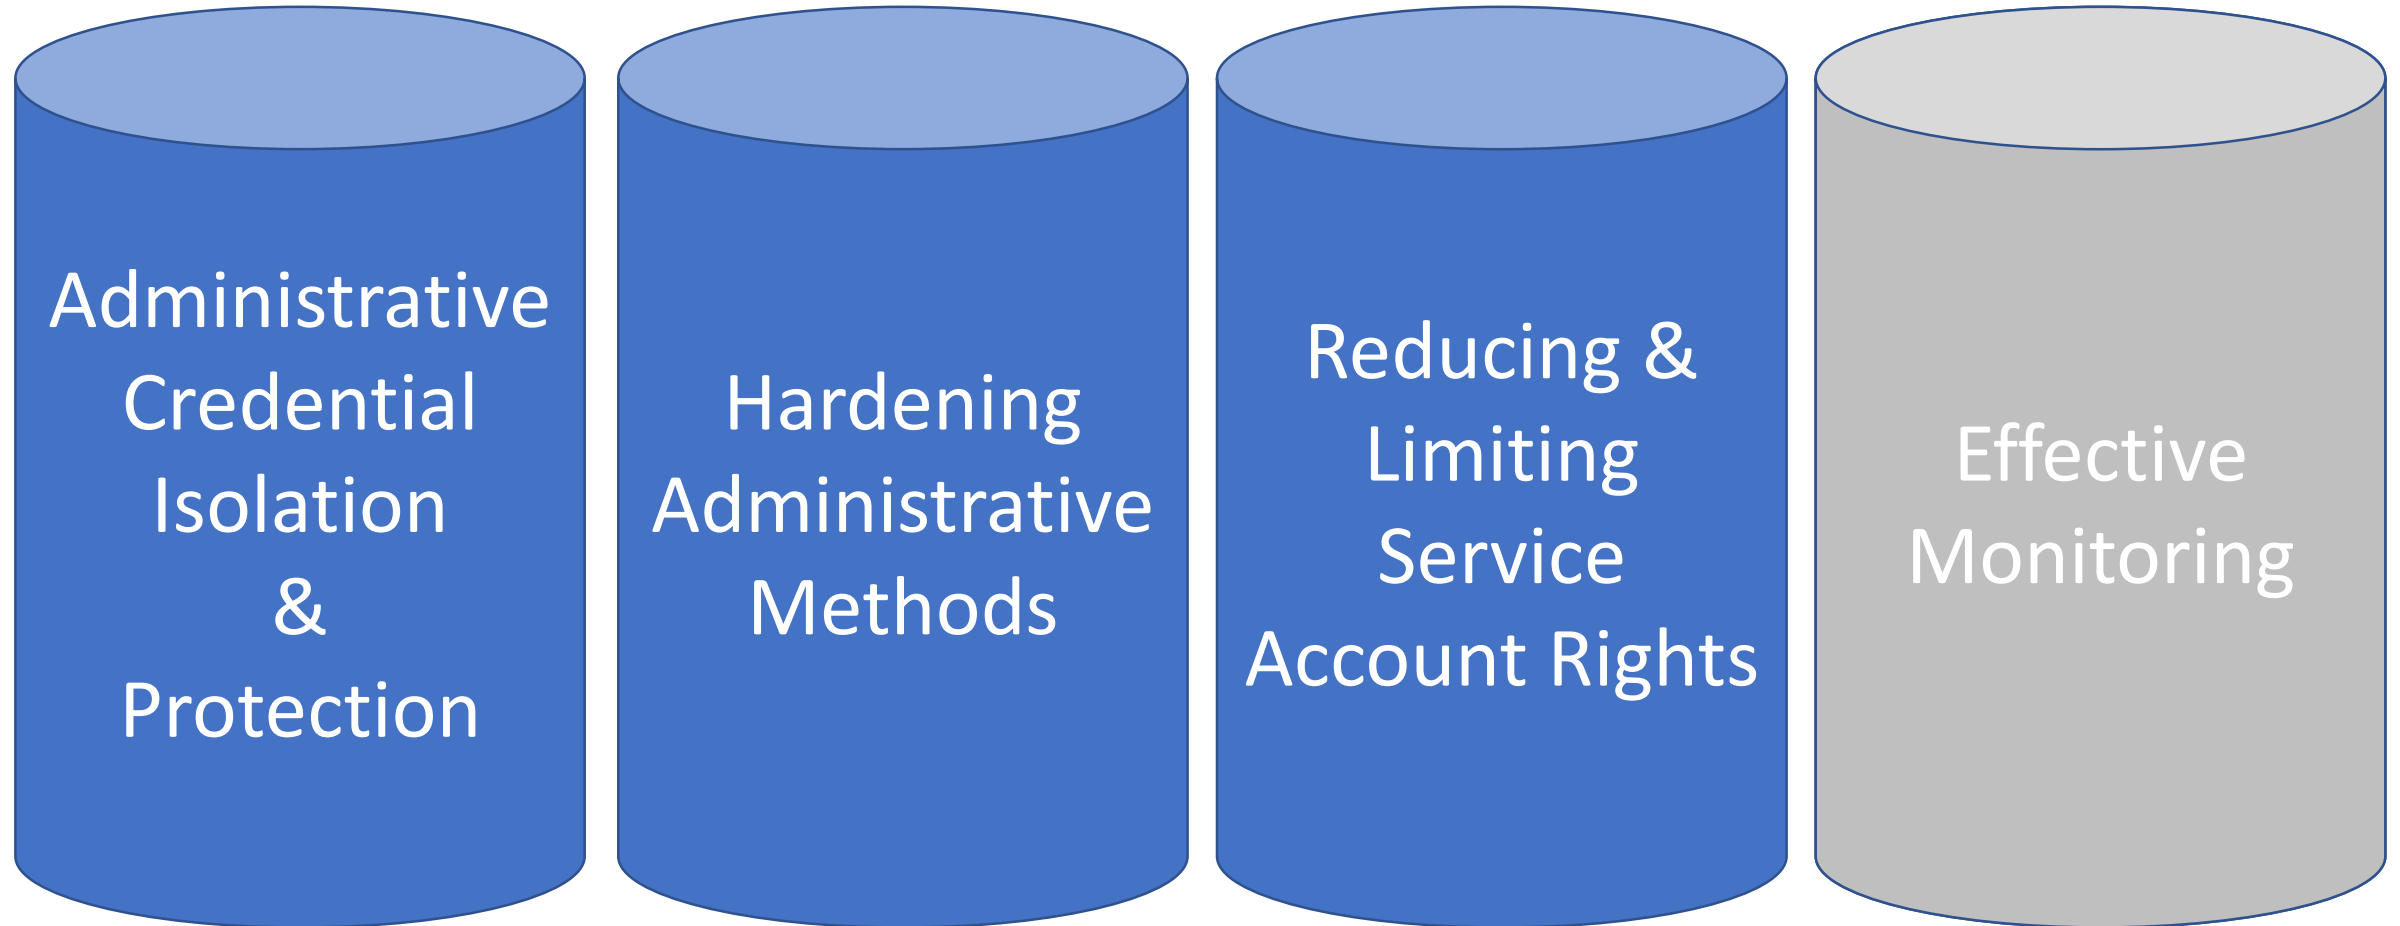 Administrative
Credential
Isolation
&
Protection
Hardening
Administrative
Methods
Reducing &
Limiting
Service
Account Rights
Effective
Monitoring